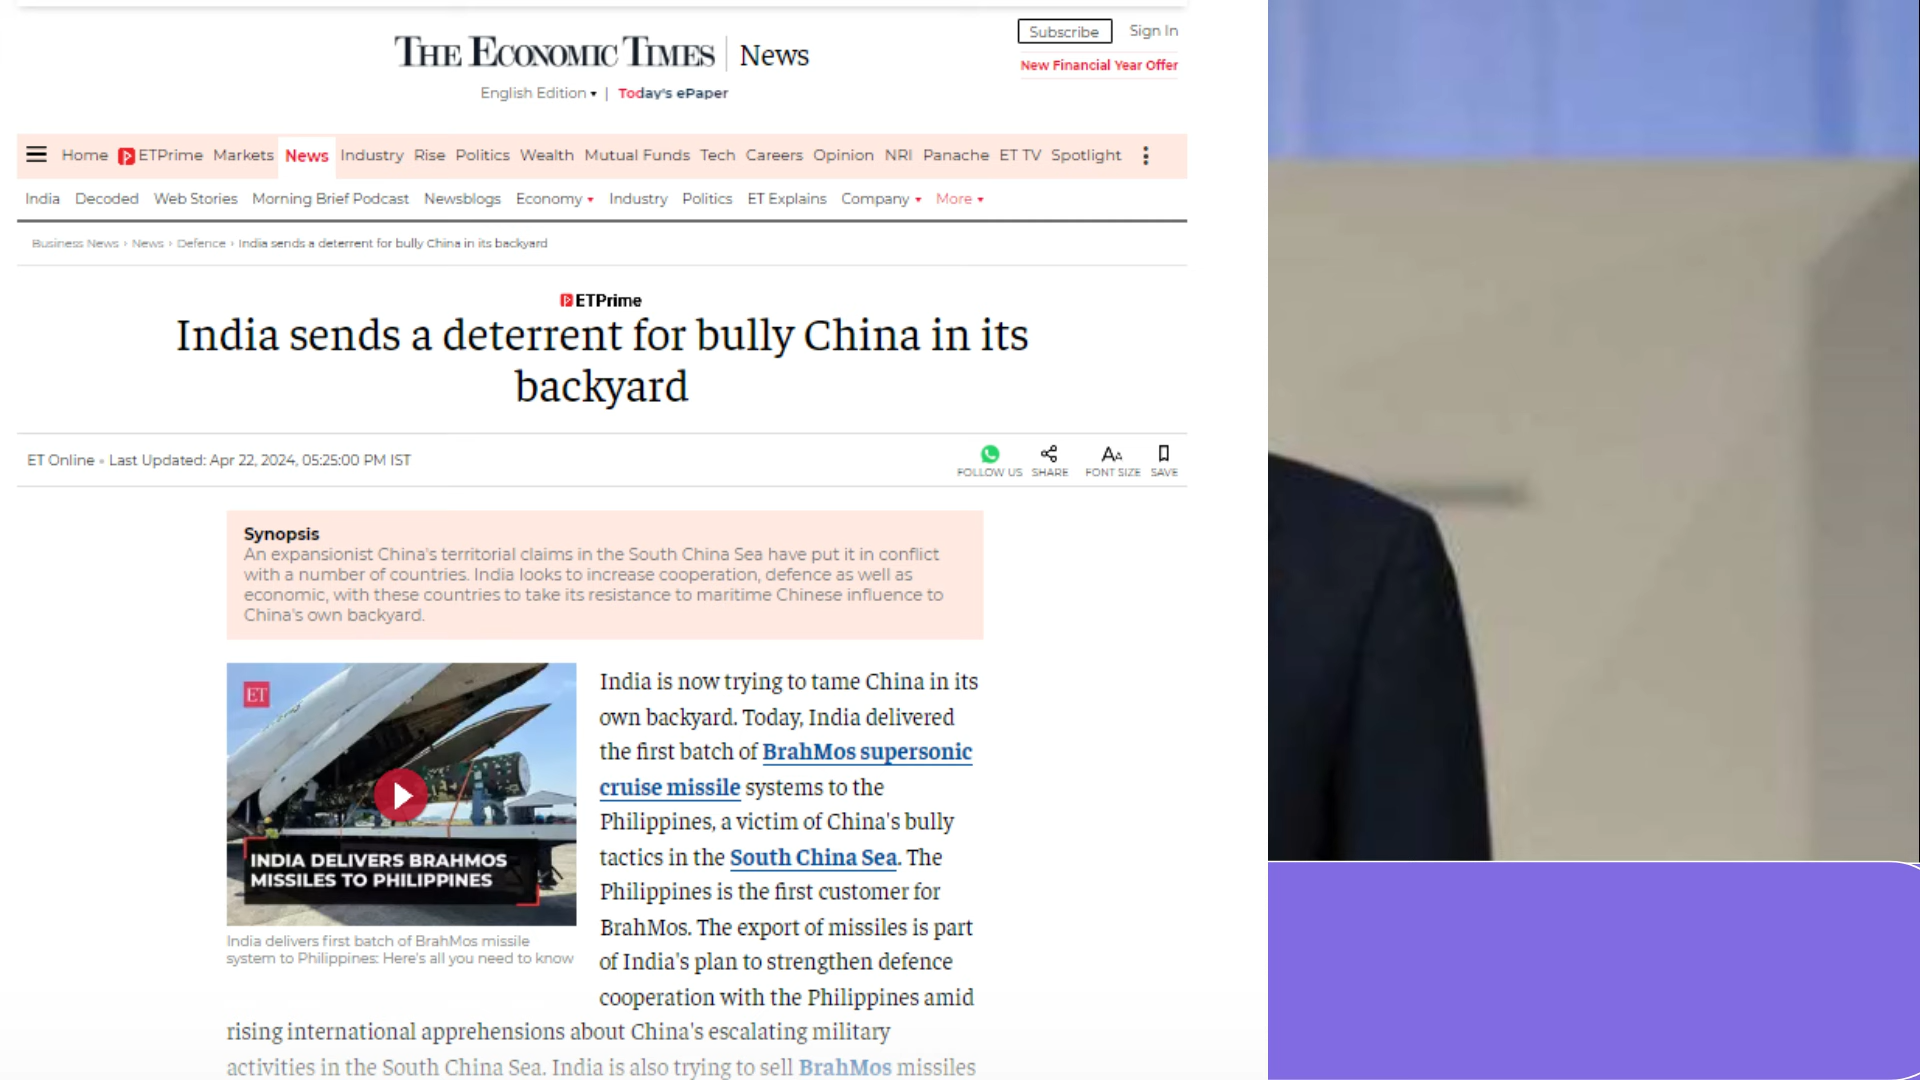 THE ECONOMIC TIMES | News
Subscribe Sign In
New Financial Year Offer
English Edition ▾ | Today's ePaper
Home ETPrime Markets News Industry Rise Politics Wealth Mutual Funds Tech Careers Opinion NRI Panache ET TV Spotlight
India Decoded Web Stories Morning Brief Podcast Newsblogs Economy ▾ Industry Politics ET Explains Company ▾ More ▾
Business News › News › Defence › India sends a deterrent for bully China in its backyard
ETPrime
India sends a deterrent for bully China in its
backyard
ET Online • Last Updated: Apr 22, 2024, 05:25:00 PM IST
FOLLOW US SHARE FONT SIZE SAVE
Synopsis
An expansionist China's territorial claims in the South China Sea have put it in conflict
with a number of countries. India looks to increase cooperation, defence as well as
economic, with these countries to take its resistance to maritime Chinese influence to
China's own backyard.
ET
INDIA DELIVERS BRAHMOS
MISSILES TO PHILIPPINES
India delivers first batch of BrahMos missile
system to Philippines: Here's all you need to know
India is now trying to tame China in its
own backyard. Today, India delivered
the first batch of BrahMos supersonic
cruise missile systems to the
Philippines, a victim of China's bully
tactics in the South China Sea. The
Philippines is the first customer for
BrahMos. The export of missiles is part
of India's plan to strengthen defence
cooperation with the Philippines amid
rising international apprehensions about China's escalating military
activities in the South China Sea. India is also trying to sell BrahMos missiles